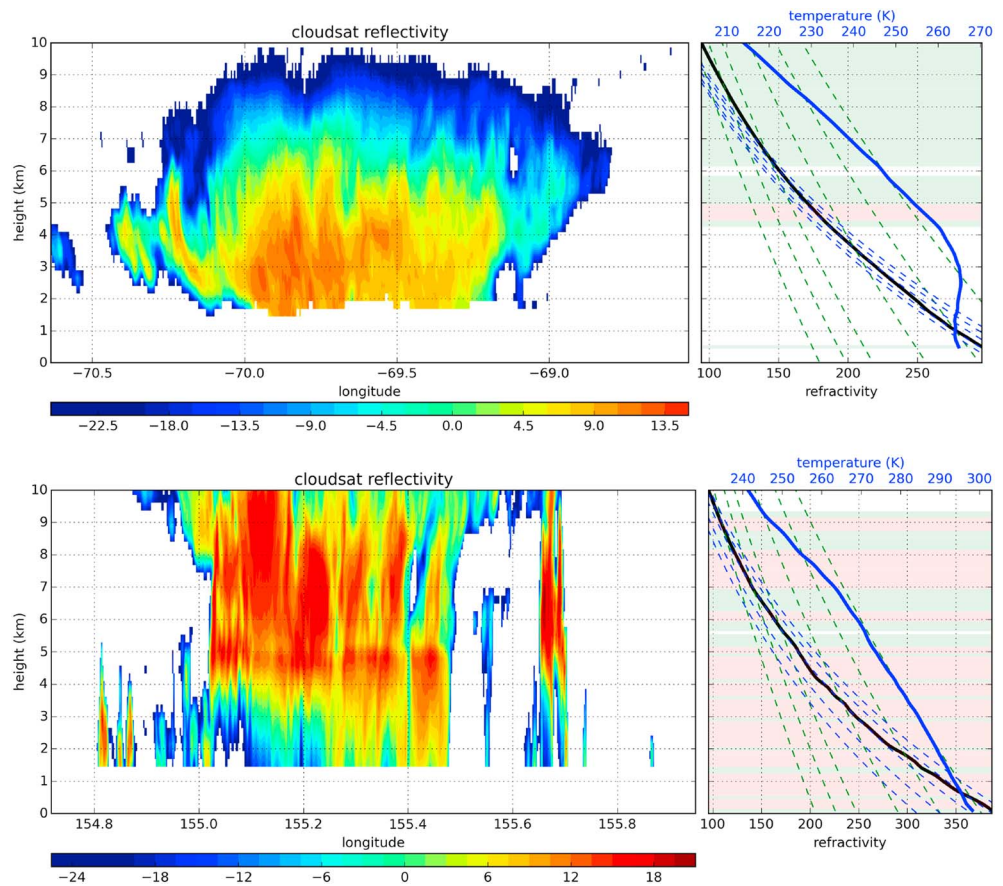 cloudsat reflectivity
temperature (K)
210 220 230 240 250 260 270
10
9
8
7
6
5
4
3
2
1
0
height (km)
−70.5 −70.0 −69.5 −69.0
longitude
100 150 200 250
refractivity
−22.5 −18.0 −13.5 −9.0 −4.5 0.0 4.5 9.0 13.5
cloudsat reflectivity
temperature (K)
240 250 260 270 280 290 300
10
9
8
7
6
5
4
3
2
1
0
height (km)
154.8 155.0 155.2 155.4 155.6 155.8
longitude
100 150 200 250 300 350
refractivity
−24 −18 −12 −6 0 6 12 18